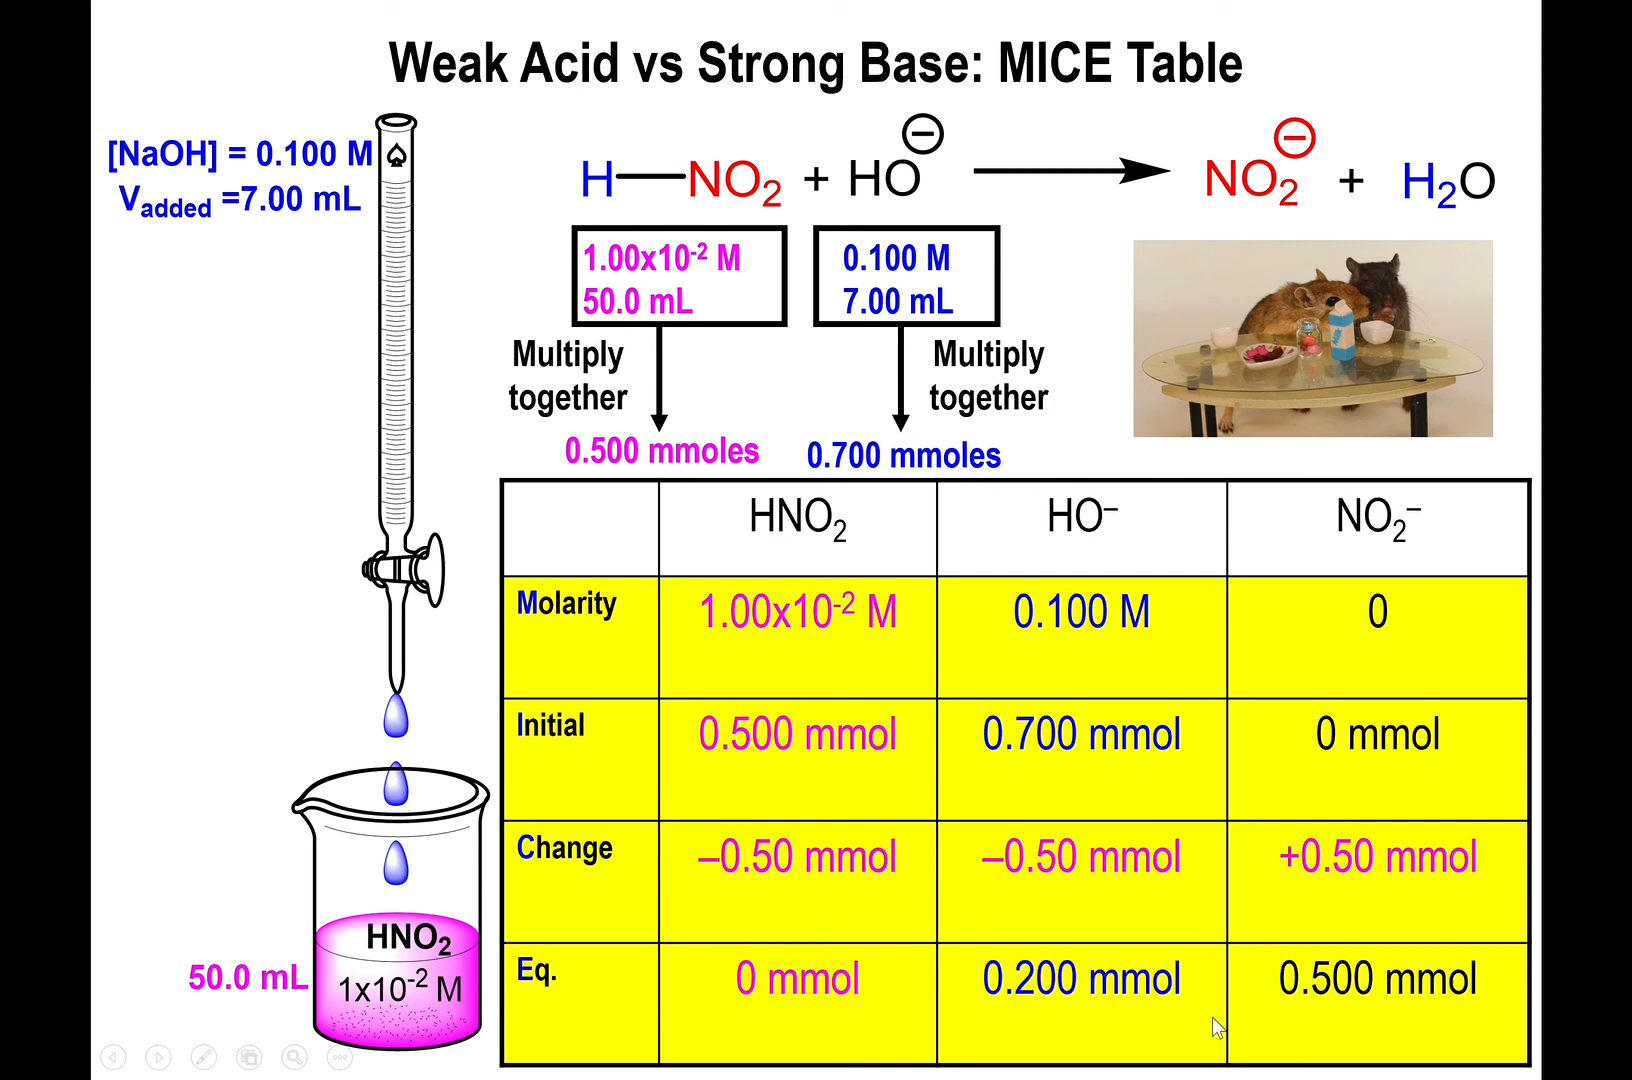 Weak Acid vs Strong Base: MICE Table
[NaOH] = 0.100 M
V_added =7.00 mL
H—NO₂ + HO⊖ → NO₂⊖ + H₂O
1.00x10⁻² M
50.0 mL
0.100 M
7.00 mL
Multiply together
Multiply together
0.500 mmoles
0.700 mmoles
HNO₂ HO⁻ NO₂⁻
Molarity 1.00x10⁻² M 0.100 M 0
Initial 0.500 mmol 0.700 mmol 0 mmol
Change –0.50 mmol –0.50 mmol +0.50 mmol
Eq. 0 mmol 0.200 mmol 0.500 mmol
HNO₂
50.0 mL
1x10⁻² M